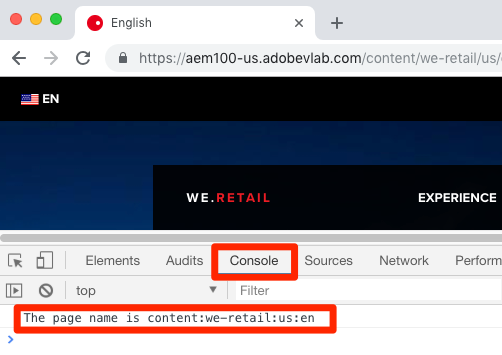 English
https://aem100-us.adobevlab.com/content/we-retail/us/
EN
WE.RETAIL EXPERIENCE
Elements Audits Console Sources Network Perform
top Filter
The page name is content:we-retail:us:en